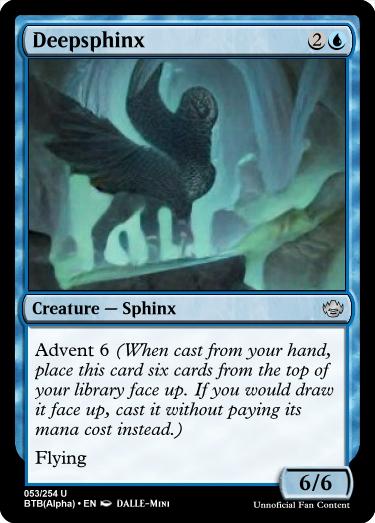 Deepsphinx 2
Creature — Sphinx
Advent 6 (When cast from your hand,
place this card six cards from the top of
your library face up. If you would draw
it face up, cast it without paying its
mana cost instead.)
Flying
6/6
053/254 U
BTB(Alpha) • EN DALLE-Mini
Unnoficial Fan Content